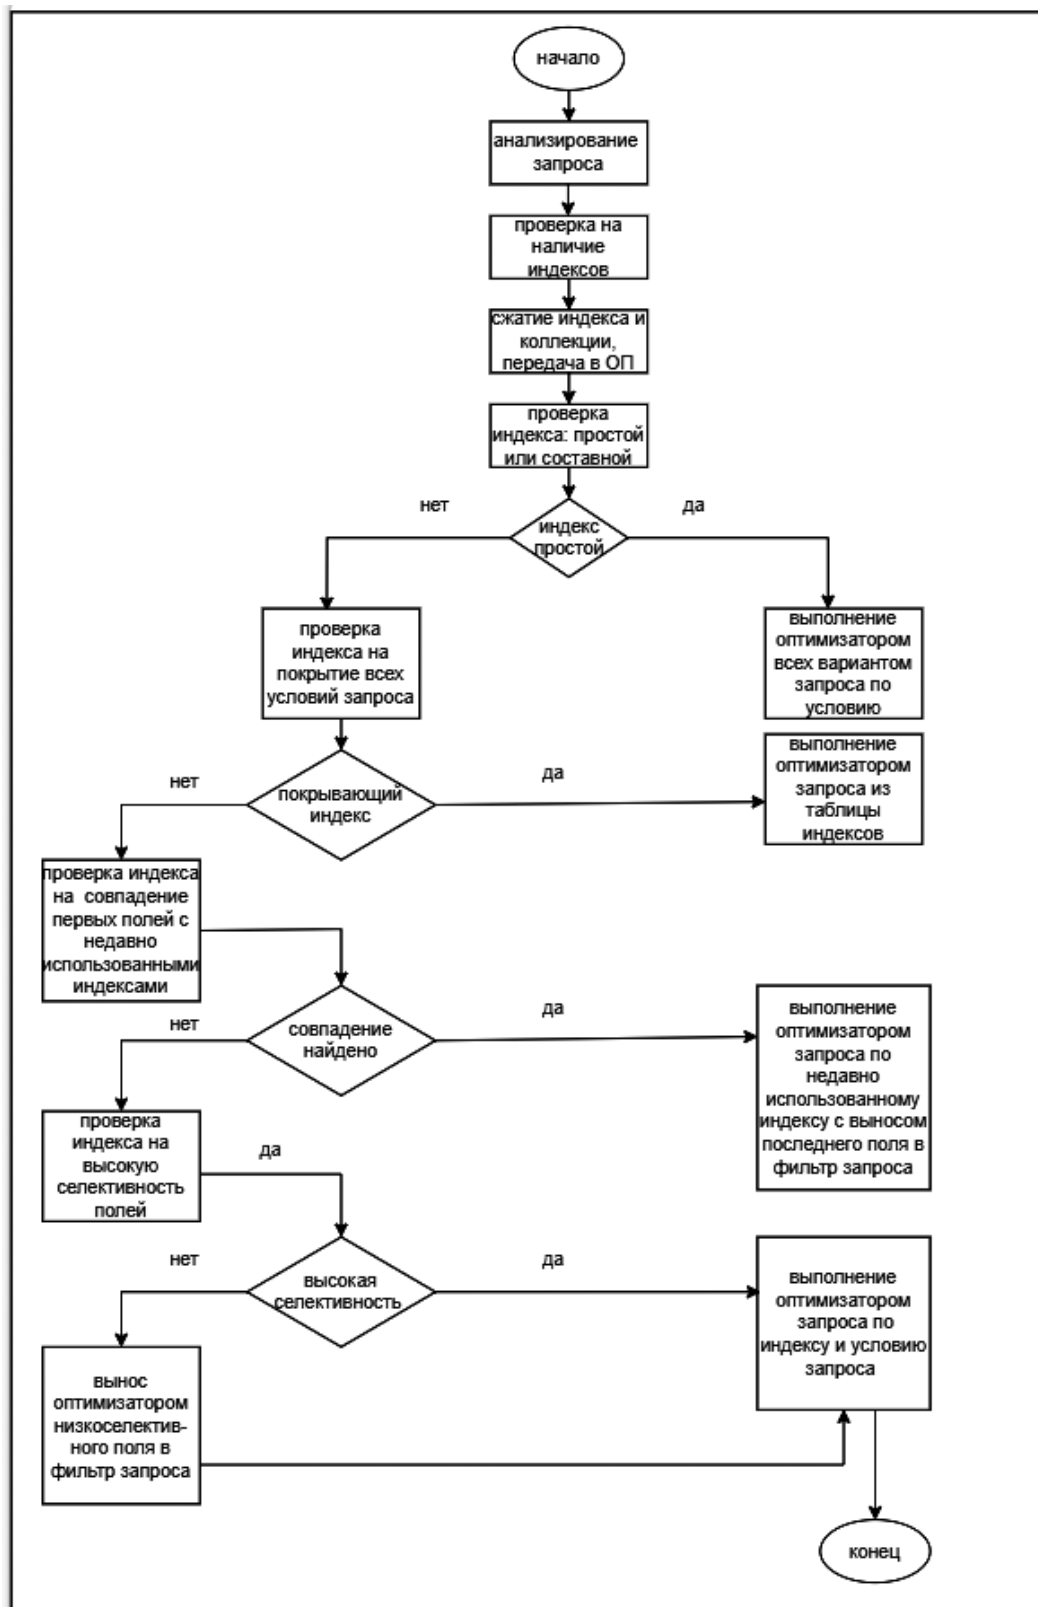 начало
анализирование
запроса
проверка на
наличие
индексов
сжатие индекса и
коллекции,
передача в ОП
проверка
индекса: простой
или составной
нет
да
индекс
простой
проверка
индекса на
покрытие всех
условий запроса
выполнение
оптимизатором
всех вариантом
запроса по
условию
нет
да
покрывающий
индекс
выполнение
оптимизатором
запроса из
таблицы
индексов
проверка индекса
на совпадение
первых полей с
недавно
использованными
индексами
нет
да
совпадение
найдено
выполнение
оптимизатором
запроса по
недавно
использованному
индексу с выносом
последнего поля в
фильтр запроса
проверка
индекса на
высокую
селективность
полей
да
нет
да
высокая
селективность
выполнение
оптимизатором
запроса по
индексу и условию
запроса
вынос
оптимизатором
низкоселектив-
ного поля в
фильтр запроса
конец